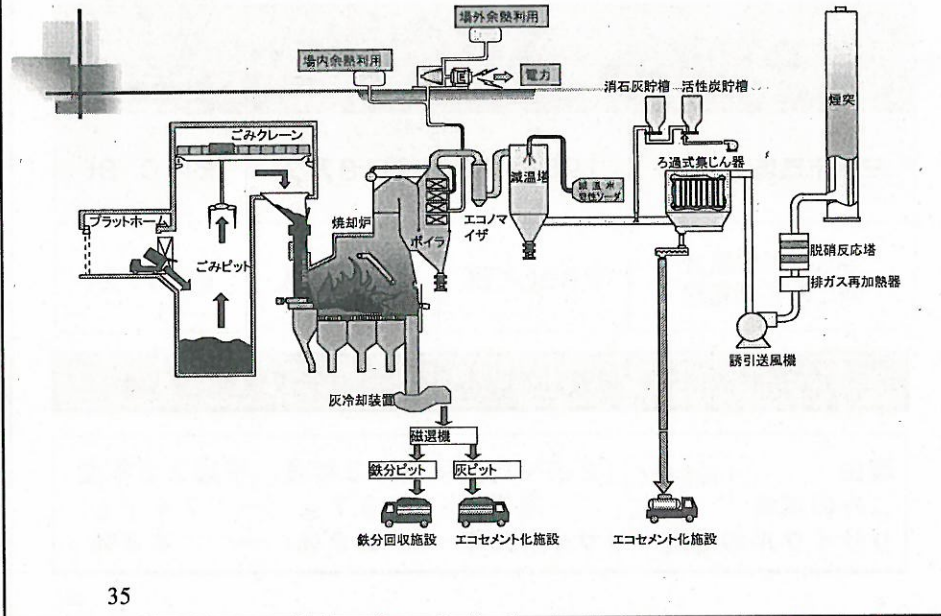 場外余熱利用
場内余熱利用
電力
消石灰貯槽 活性炭貯槽
煙突
ごみクレーン
減温塔
減温水
苛性ソーダ
ろ過式集じん器
プラットホーム
焼却炉
ボイラ
エコノマ
イザ
ごみピット
脱硝反応塔
排ガス再加熱器
誘引送風機
灰冷却装置
磁選機
鉄分ピット
灰ピット
鉄分回収施設
エコセメント化施設
エコセメント化施設
35